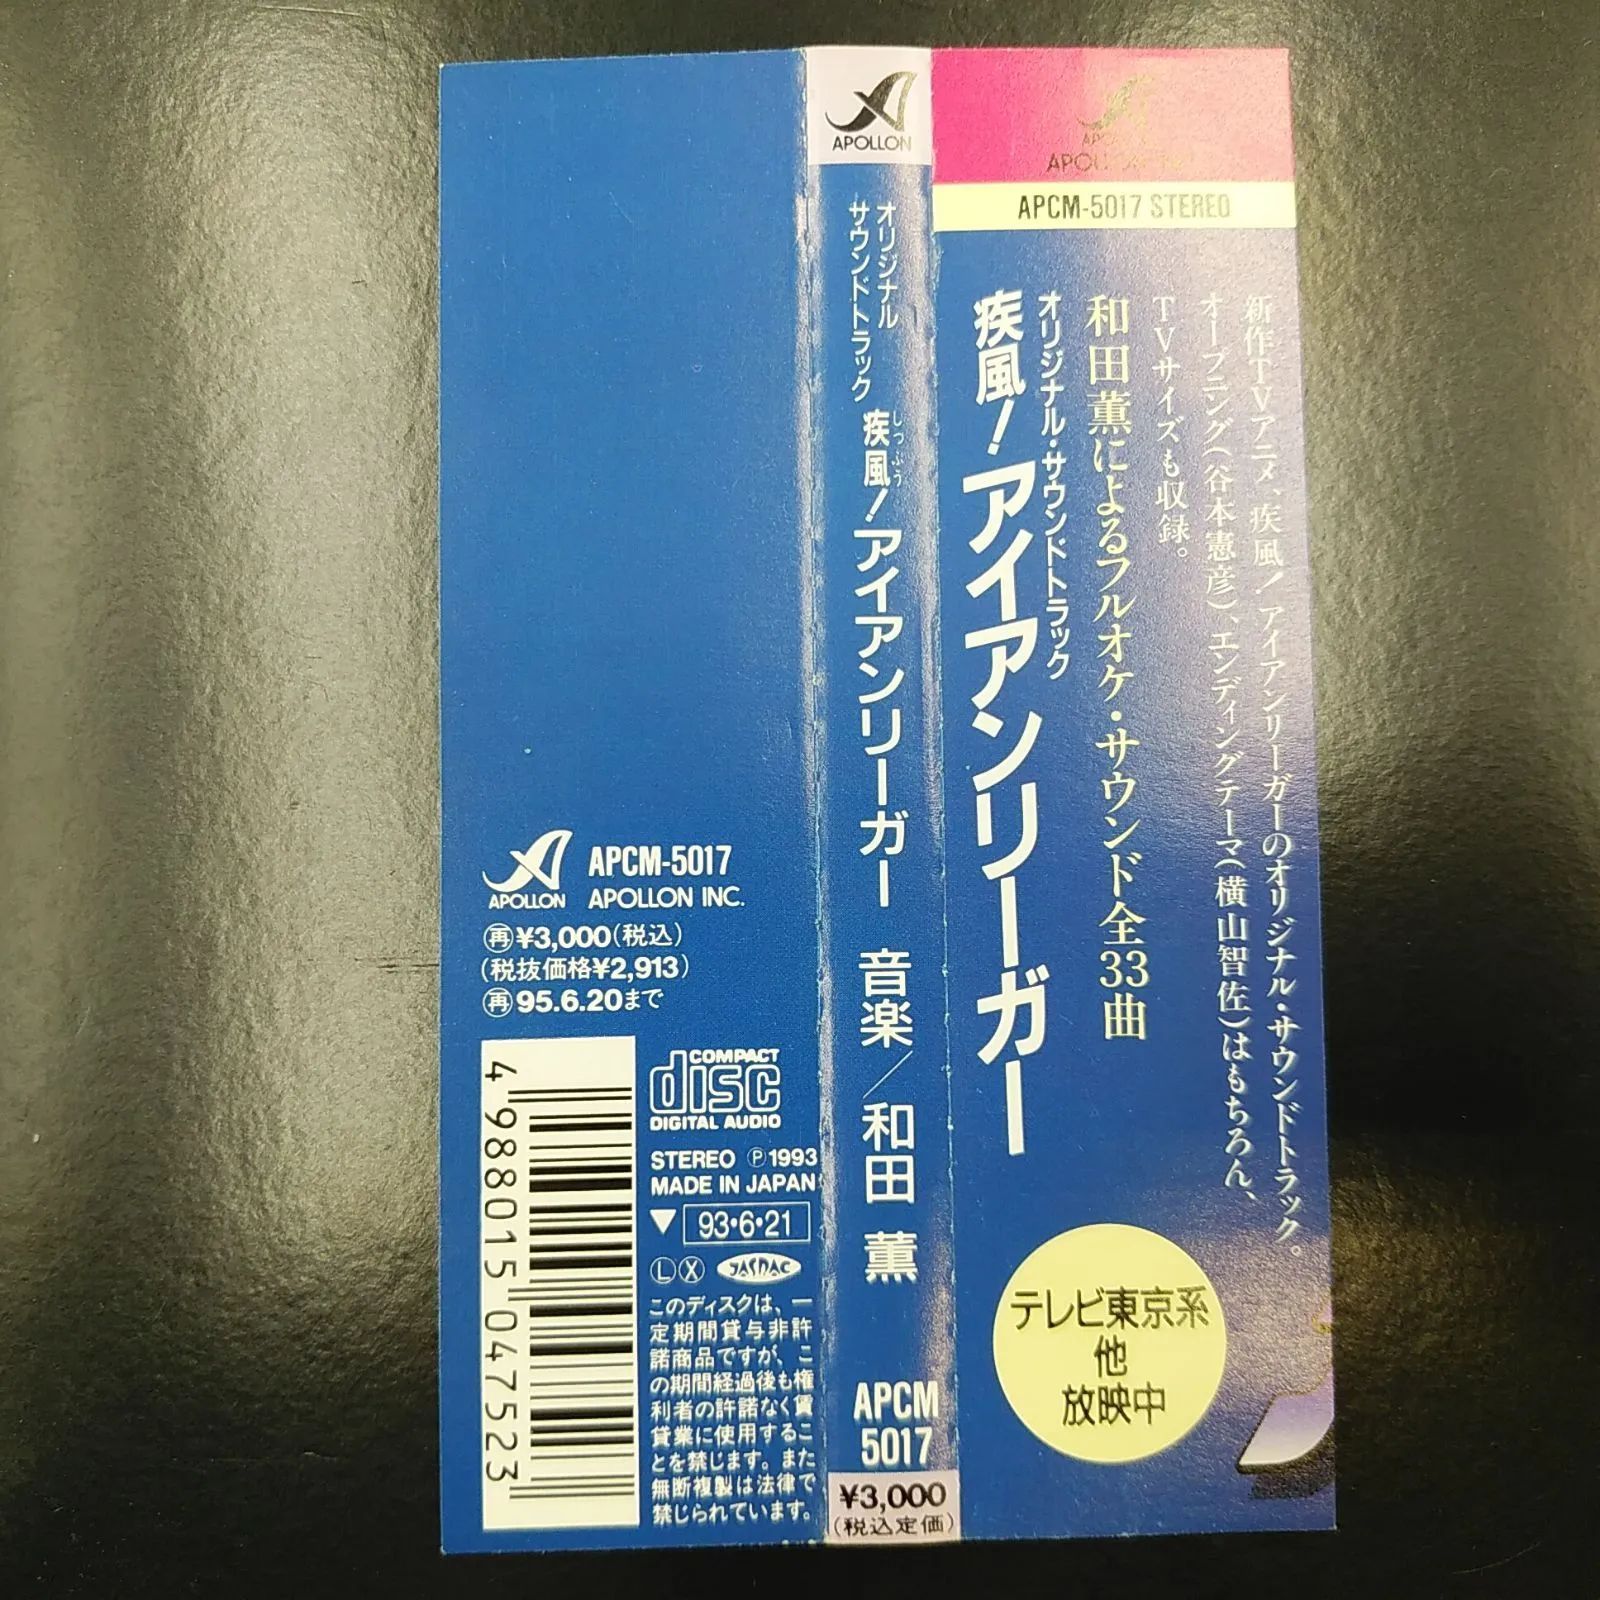 APOLLON
APCM-5017 STEREO
新作TVアニメ、疾風!アイアンリーガーのオリジナル・サウンドトラック。
オープニング(谷本憲彦)、エンディングテーマ(横山智佐)はもちろん、
TVサイズも収録。
和田薫によるフルオケ・サウンド全33曲
オリジナル・サウンドトラック
疾風!アイアンリーガー
テレビ東京系
他
放映中
APOLLON
オリジナル
サウンドトラック
しっぷう
疾風!アイアンリーガー 音楽/和田 薫
APCM
5017
¥3,000
(税込定価)
APOLLON
APCM-5017
APOLLON INC.
再¥3,000(税込)
(税抜価格¥2,913)
再95.6.20まで
4988015047523
COMPACT
disc
DIGITAL AUDIO
STEREO Ⓟ1993
MADE IN JAPAN
▼ 93•6•21
Ⓛ Ⓧ JASRAC
このディスクは、一
定期間貸与非許
諾商品ですが、こ
の期間経過後も権
利者の許諾なく賃
貸業に使用するこ
とを禁じます。また
無断複製は法律で
禁じられています。